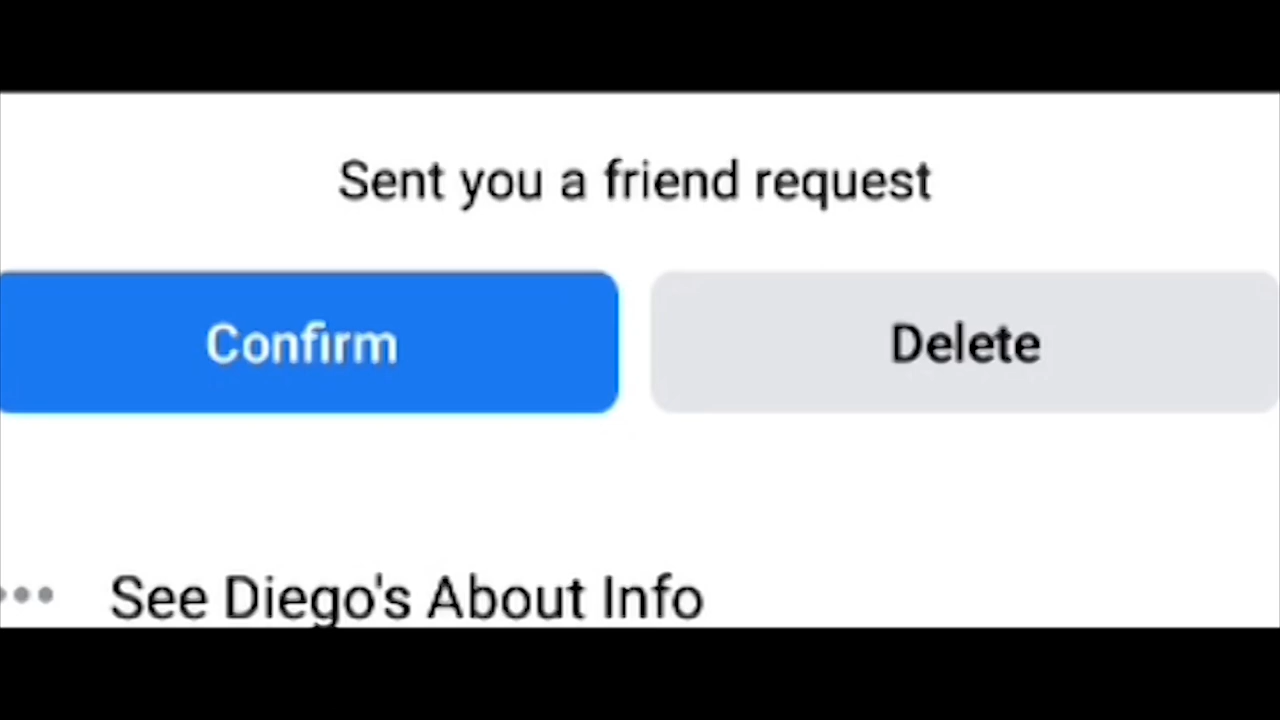 Sent you a friend request
Confirm
Delete
See Diego's About Info